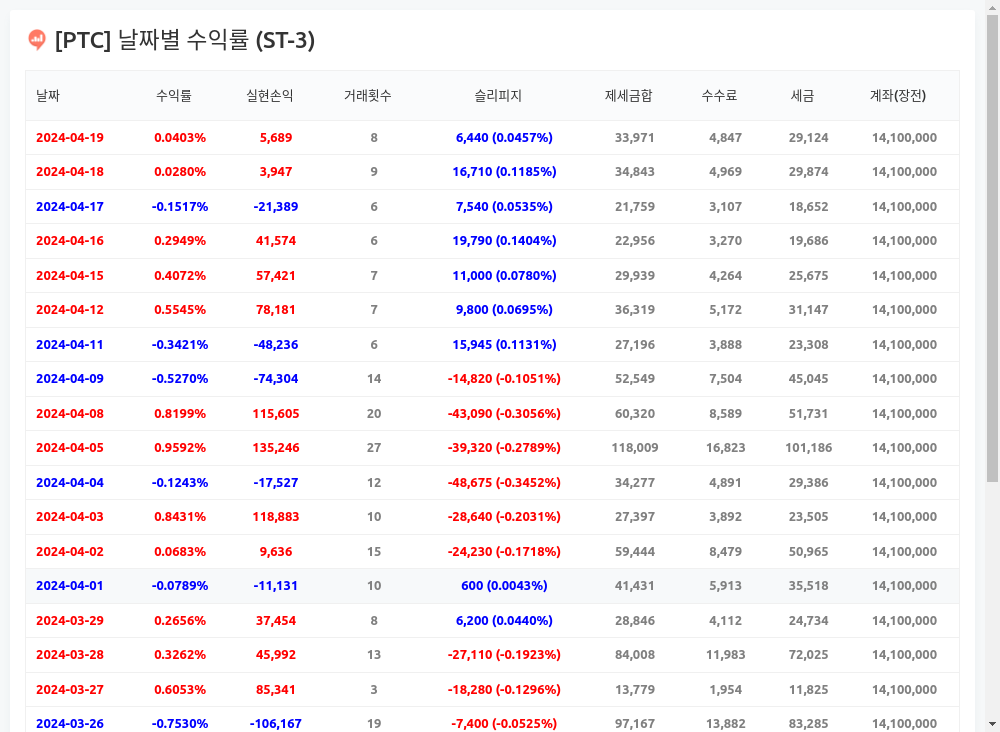 [PTC] 날짜별 수익률 (ST-3)
날짜 수익률 실현손익 거래횟수 슬리피지 제세금합 수수료 세금 계좌(장전)
2024-04-19 0.0403% 5,689 8 6,440 (0.0457%) 33,971 4,847 29,124 14,100,000
2024-04-18 0.0280% 3,947 9 16,710 (0.1185%) 34,843 4,969 29,874 14,100,000
2024-04-17 -0.1517% -21,389 6 7,540 (0.0535%) 21,759 3,107 18,652 14,100,000
2024-04-16 0.2949% 41,574 6 19,790 (0.1404%) 22,956 3,270 19,686 14,100,000
2024-04-15 0.4072% 57,421 7 11,000 (0.0780%) 29,939 4,264 25,675 14,100,000
2024-04-12 0.5545% 78,181 7 9,800 (0.0695%) 36,319 5,172 31,147 14,100,000
2024-04-11 -0.3421% -48,236 6 15,945 (0.1131%) 27,196 3,888 23,308 14,100,000
2024-04-09 -0.5270% -74,304 14 -14,820 (-0.1051%) 52,549 7,504 45,045 14,100,000
2024-04-08 0.8199% 115,605 20 -43,090 (-0.3056%) 60,320 8,589 51,731 14,100,000
2024-04-05 0.9592% 135,246 27 -39,320 (-0.2789%) 118,009 16,823 101,186 14,100,000
2024-04-04 -0.1243% -17,527 12 -48,675 (-0.3452%) 34,277 4,891 29,386 14,100,000
2024-04-03 0.8431% 118,883 10 -28,640 (-0.2031%) 27,397 3,892 23,505 14,100,000
2024-04-02 0.0683% 9,636 15 -24,230 (-0.1718%) 59,444 8,479 50,965 14,100,000
2024-04-01 -0.0789% -11,131 10 600 (0.0043%) 41,431 5,913 35,518 14,100,000
2024-03-29 0.2656% 37,454 8 6,200 (0.0440%) 28,846 4,112 24,734 14,100,000
2024-03-28 0.3262% 45,992 13 -27,110 (-0.1923%) 84,008 11,983 72,025 14,100,000
2024-03-27 0.6053% 85,341 3 -18,280 (-0.1296%) 13,779 1,954 11,825 14,100,000
2024-03-26 -0.7530% -106,167 19 -7,400 (-0.0525%) 97,167 13,882 83,285 14,100,000